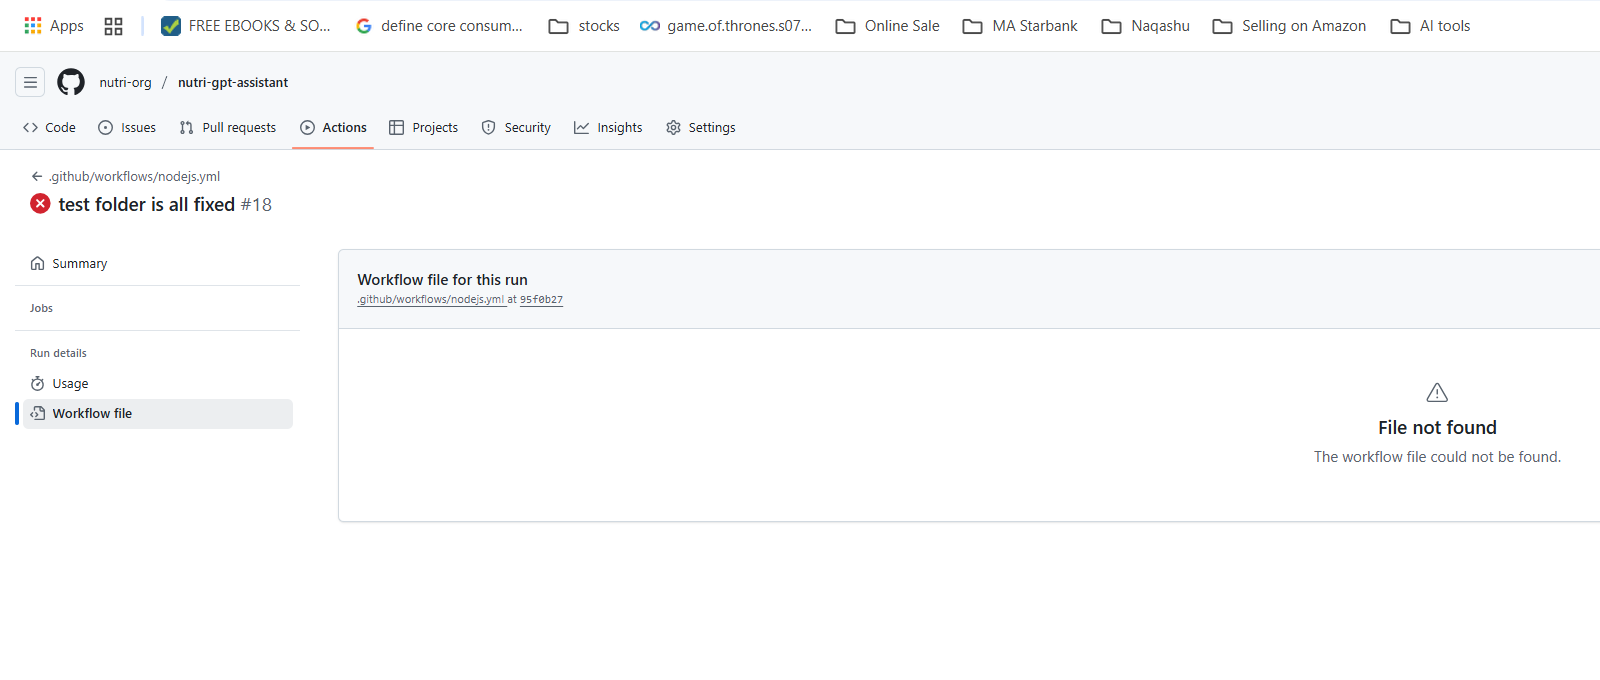 Apps FREE EBOOKS & SO... define core consum... stocks game.of.thrones.s07... Online Sale MA Starbank Naqashu Selling on Amazon AI tools
nutri-org / nutri-gpt-assistant
Code Issues Pull requests Actions Projects Security Insights Settings
.github/workflows/nodejs.yml
test folder is all fixed #18
Summary
Jobs
Run details
Usage
Workflow file
Workflow file for this run
.github/workflows/nodejs.yml at 95f0b27
File not found
The workflow file could not be found.